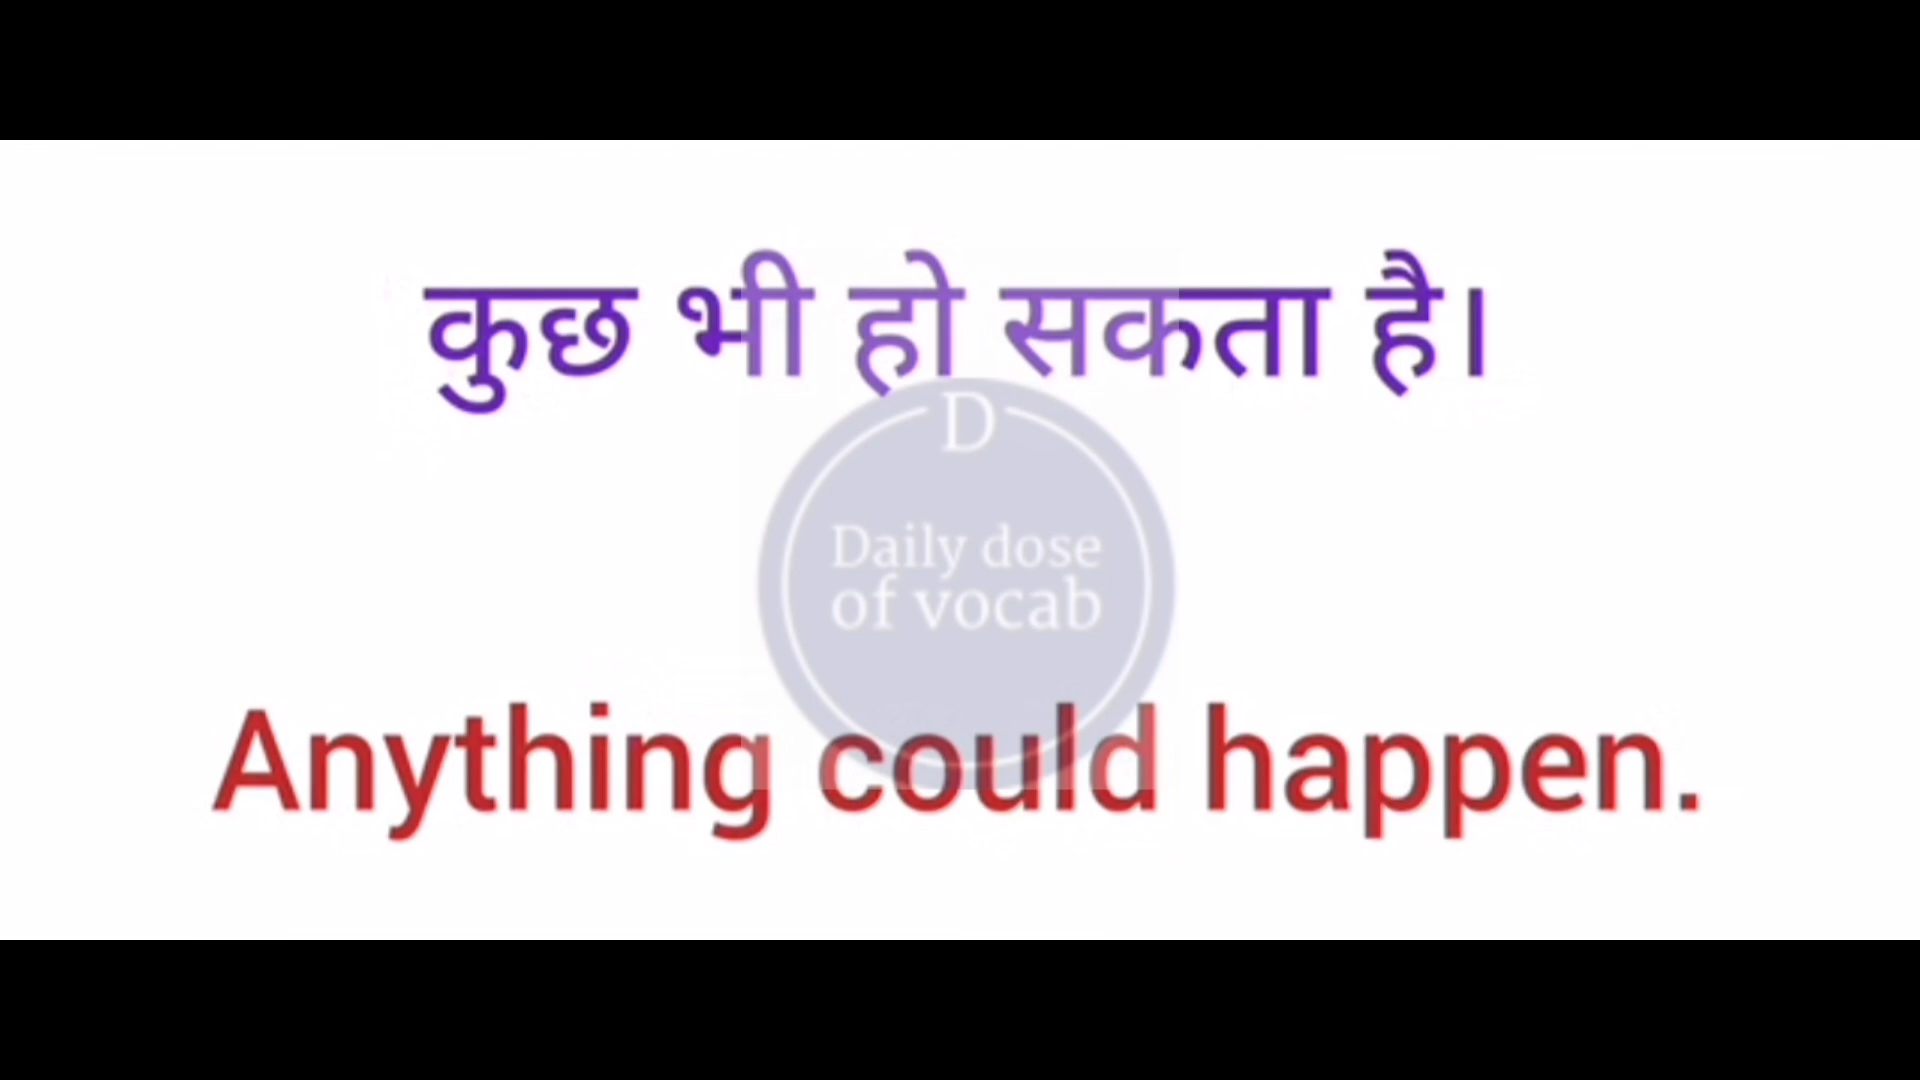 कुछ भी हो सकता है।
D
Daily dose
of vocab
Anything could happen.